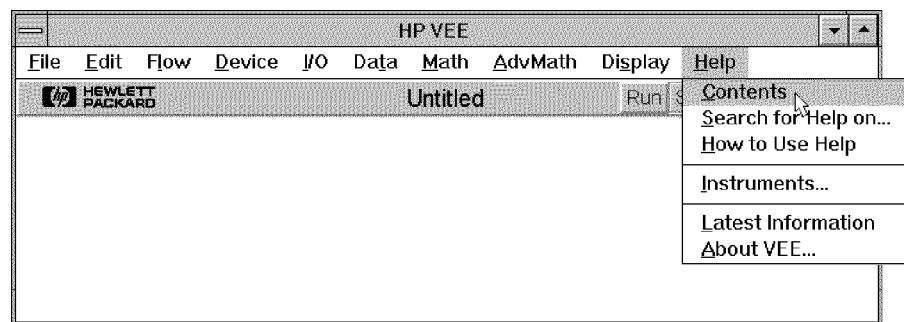 HP VEE
File Edit Flow Device I/O Data Math AdvMath Display Help
HEWLETT
PACKARD
Untitled
Run
Contents
Search for Help on...
How to Use Help
Instruments...
Latest Information
About VEE...